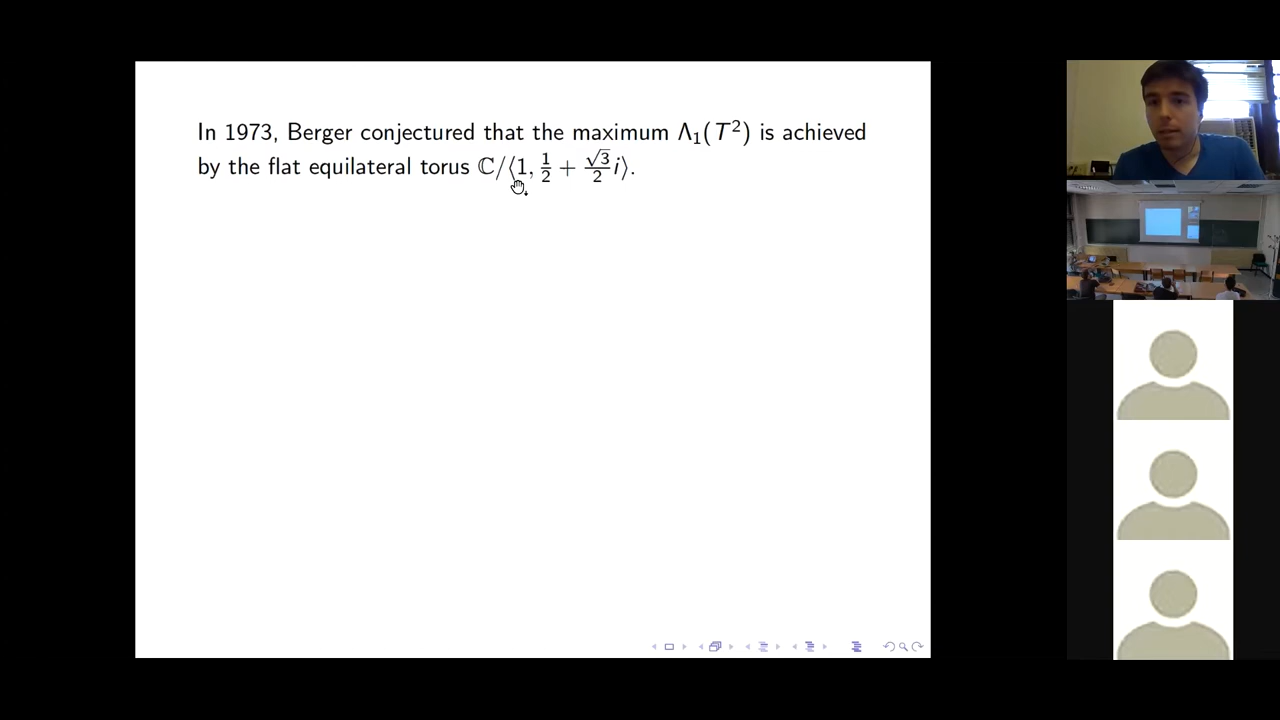 In 1973, Berger conjectured that the maximum Λ₁(T²) is achieved
by the flat equilateral torus ℂ/⟨1, 1/2 + √3/2 i⟩.